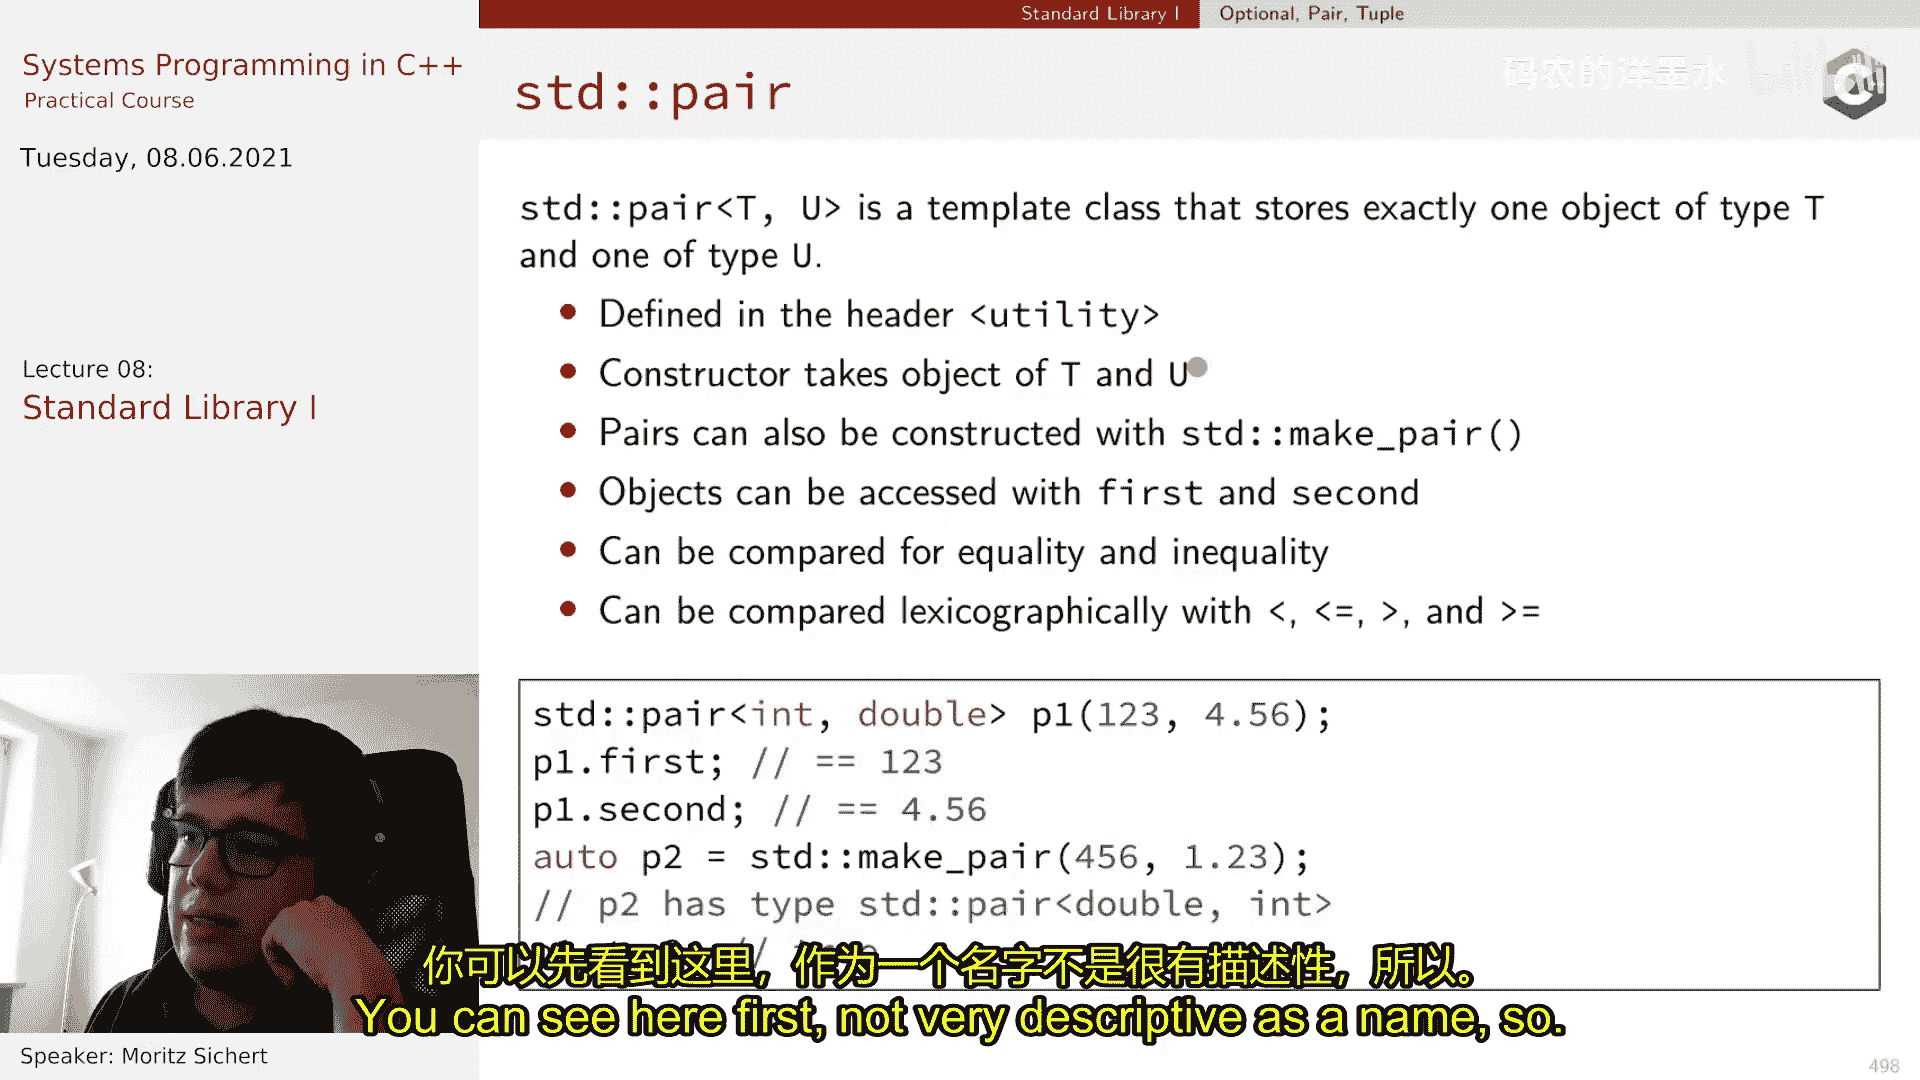 Standard Library I
Optional, Pair, Tuple
Systems Programming in C++
Practical Course
Tuesday, 08.06.2021
Lecture 08:
Standard Library I
std::pair
码农的洋墨水
std::pair<T, U> is a template class that stores exactly one object of type T
and one of type U.
• Defined in the header <utility>
• Constructor takes object of T and U
• Pairs can also be constructed with std::make_pair()
• Objects can be accessed with first and second
• Can be compared for equality and inequality
• Can be compared lexicographically with <, <=, >, and >=
std::pair<int, double> p1(123, 4.56);
p1.first; // == 123
p1.second; // == 4.56
auto p2 = std::make_pair(456, 1.23);
// p2 has type std::pair<double, int>
你可以先看到这里，作为一个名字不是很有描述性，所以。
You can see here first, not very descriptive as a name, so.
Speaker: Moritz Sichert
498